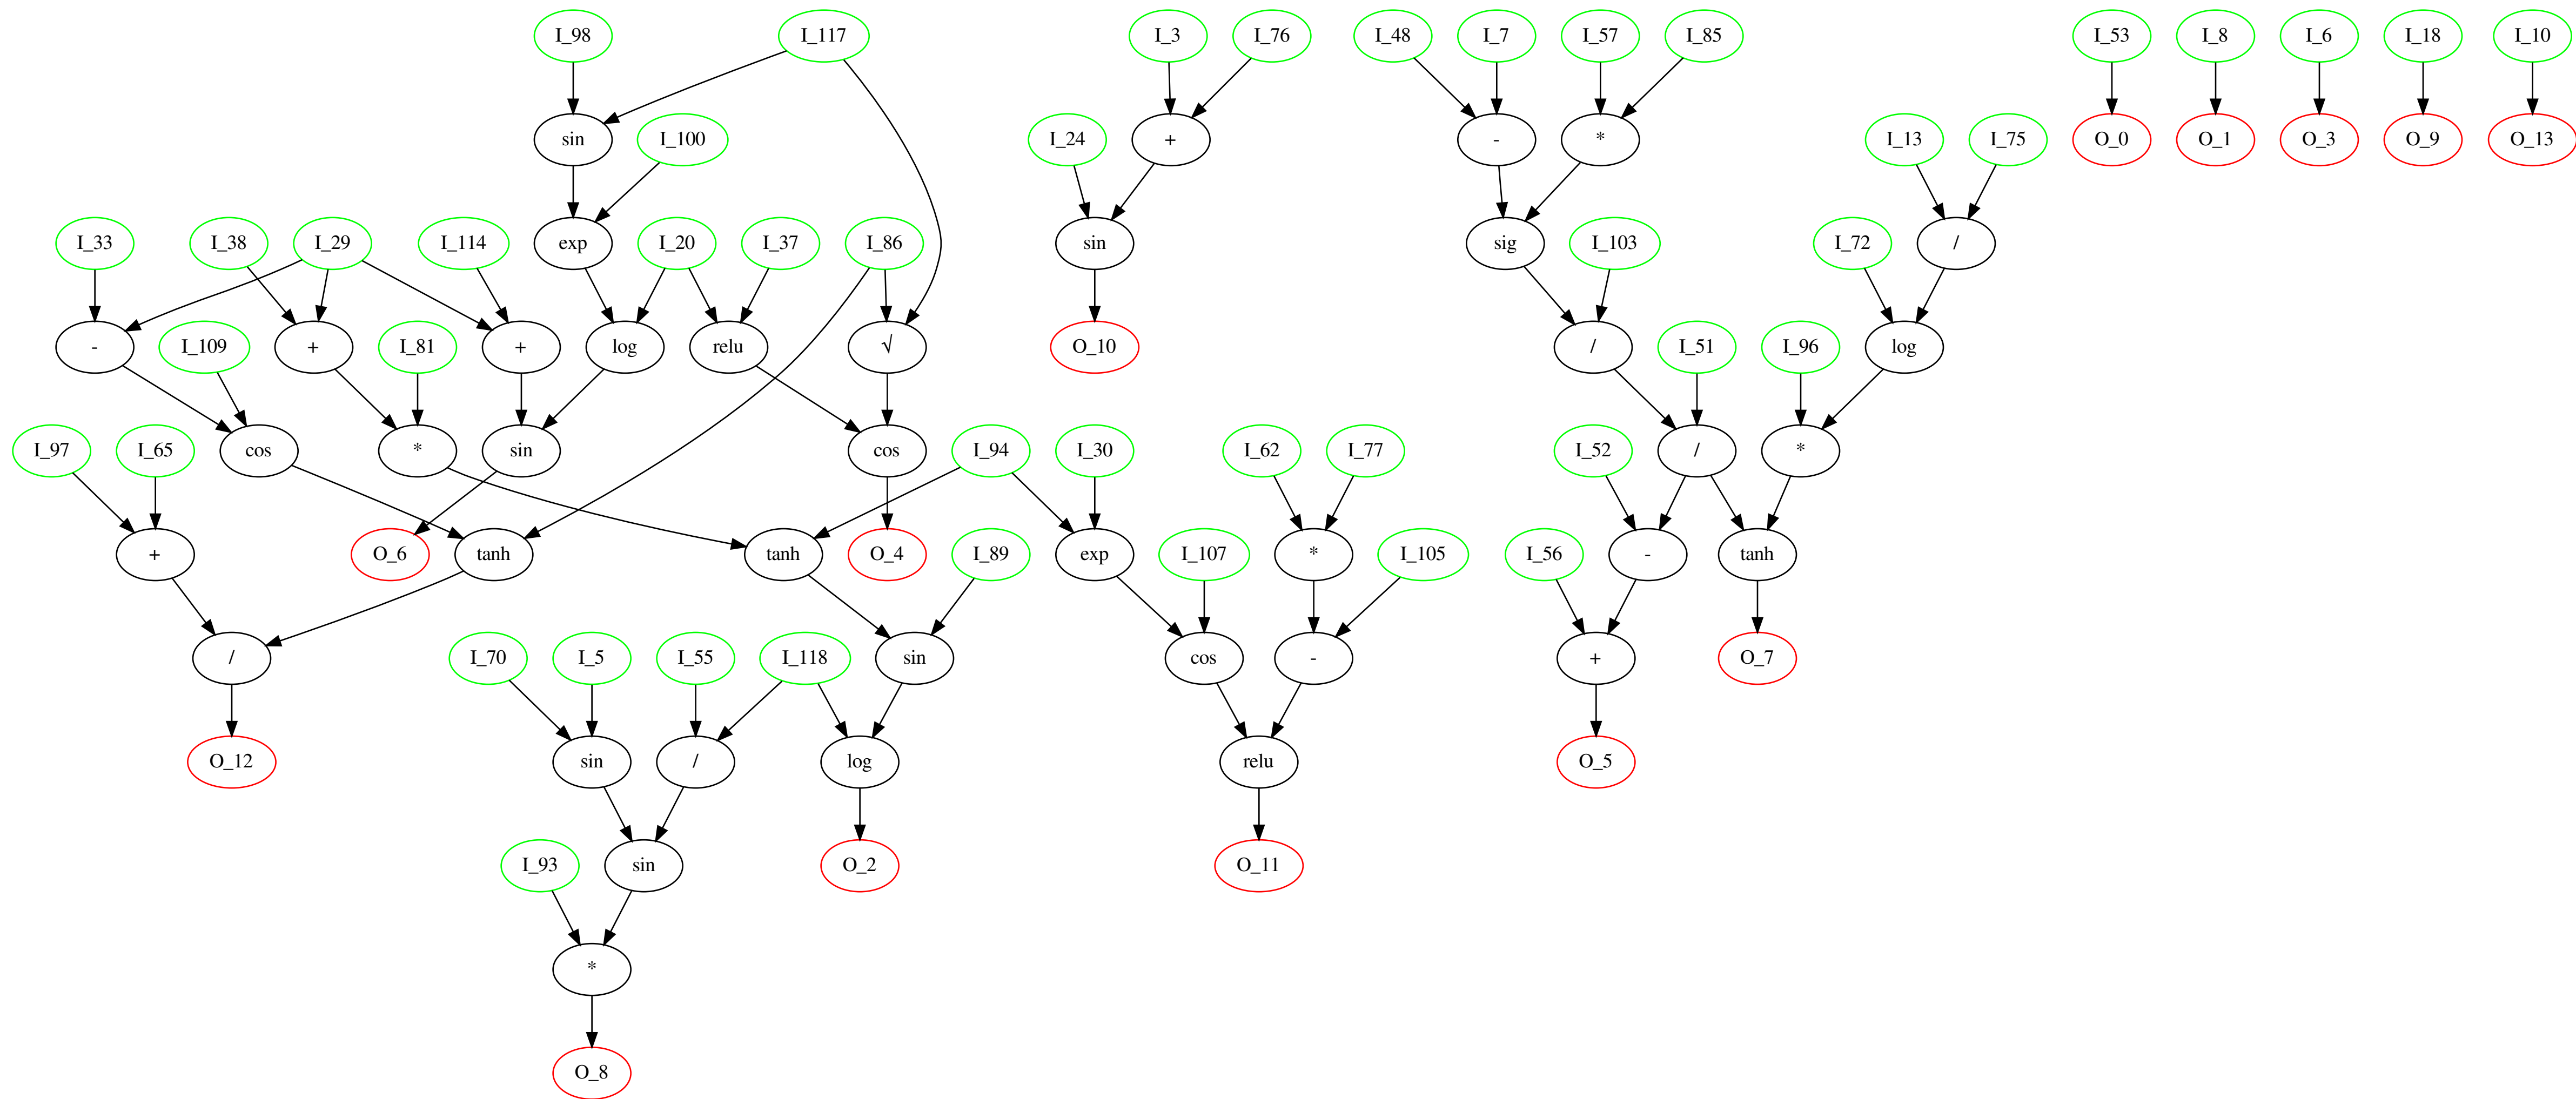 I_98 I_117 I_3 I_76 I_48 I_7 I_57 I_85 I_53 I_8 I_6 I_18 I_10
sin I_100 I_24 + - * I_13 I_75 O_0 O_1 O_3 O_9 O_13
I_33 I_38 I_29 I_114 exp I_20 I_37 I_86 sin sig I_103 I_72 /
- I_109 + I_81 + log relu √ O_10 / I_51 I_96 log
I_97 I_65 cos * sin cos I_94 I_30 I_62 I_77 I_52 / *
+ O_6 tanh tanh O_4 I_89 exp I_107 * I_105 I_56 - tanh
/ I_70 I_5 I_55 I_118 sin cos - + O_7
O_12 sin / log relu O_5
I_93 sin O_2 O_11
*
O_8